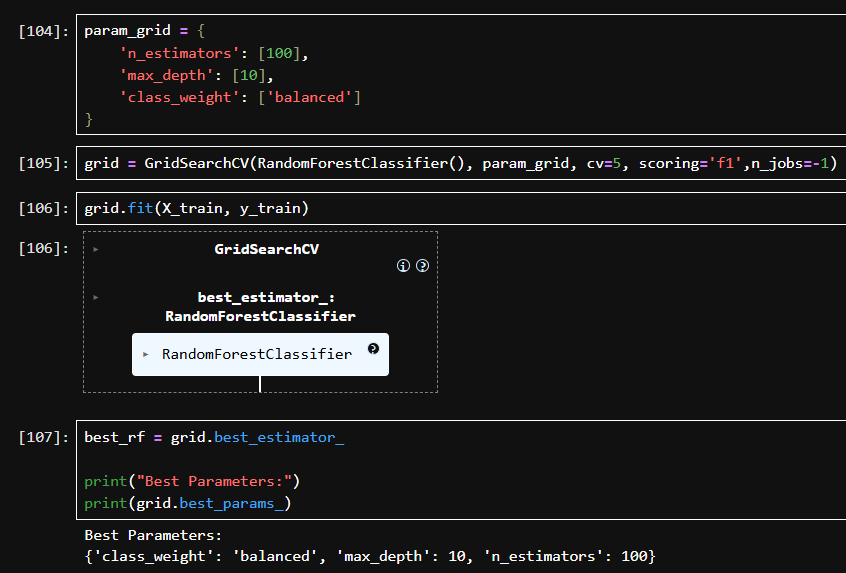 [104]: param_grid = {
    'n_estimators': [100],
    'max_depth': [10],
    'class_weight': ['balanced']
}
[105]: grid = GridSearchCV(RandomForestClassifier(), param_grid, cv=5, scoring='f1',n_jobs=-1)
[106]: grid.fit(X_train, y_train)
[106]: GridSearchCV
best_estimator_:
RandomForestClassifier
RandomForestClassifier
[107]: best_rf = grid.best_estimator_
print("Best Parameters:")
print(grid.best_params_)
Best Parameters:
{'class_weight': 'balanced', 'max_depth': 10, 'n_estimators': 100}